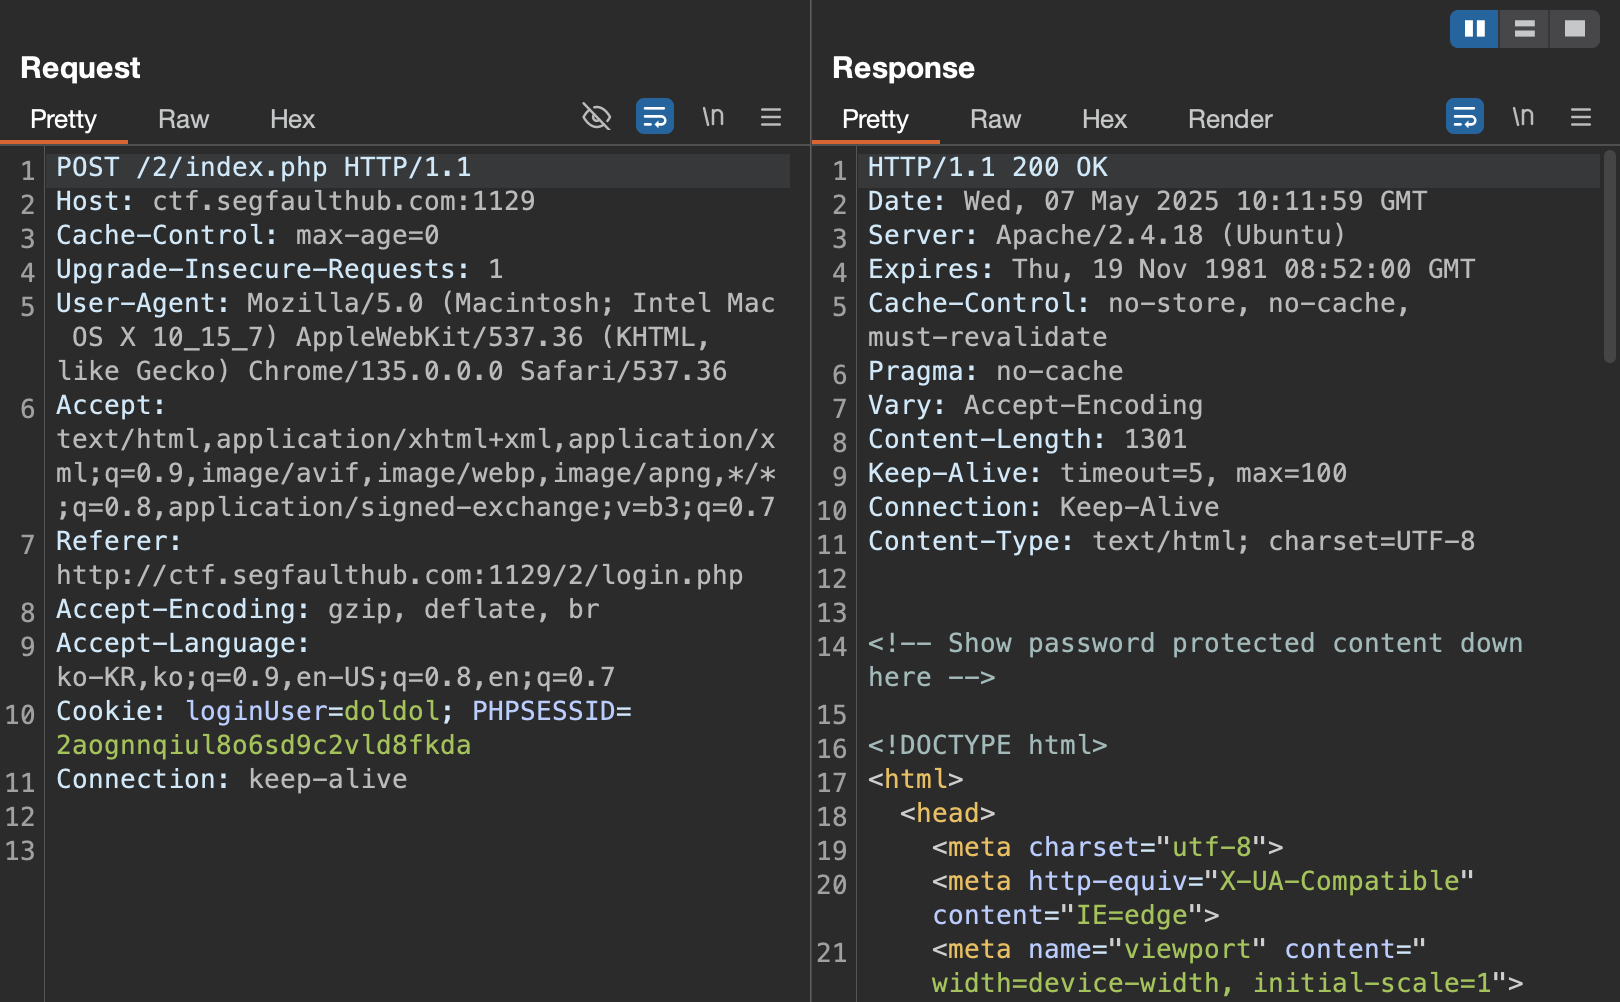 Request
Pretty Raw Hex \n
1 POST /2/index.php HTTP/1.1
2 Host: ctf.segfaulthub.com:1129
3 Cache-Control: max-age=0
4 Upgrade-Insecure-Requests: 1
5 User-Agent: Mozilla/5.0 (Macintosh; Intel Mac
OS X 10_15_7) AppleWebKit/537.36 (KHTML,
like Gecko) Chrome/135.0.0.0 Safari/537.36
6 Accept:
text/html,application/xhtml+xml,application/x
ml;q=0.9,image/avif,image/webp,image/apng,*/*
;q=0.8,application/signed-exchange;v=b3;q=0.7
7 Referer:
http://ctf.segfaulthub.com:1129/2/login.php
8 Accept-Encoding: gzip, deflate, br
9 Accept-Language:
ko-KR,ko;q=0.9,en-US;q=0.8,en;q=0.7
10 Cookie: loginUser=doldol; PHPSESSID=
2aognnqiul8o6sd9c2vld8fkda
11 Connection: keep-alive
12
13
Response
Pretty Raw Hex Render \n
1 HTTP/1.1 200 OK
2 Date: Wed, 07 May 2025 10:11:59 GMT
3 Server: Apache/2.4.18 (Ubuntu)
4 Expires: Thu, 19 Nov 1981 08:52:00 GMT
5 Cache-Control: no-store, no-cache,
must-revalidate
6 Pragma: no-cache
7 Vary: Accept-Encoding
8 Content-Length: 1301
9 Keep-Alive: timeout=5, max=100
10 Connection: Keep-Alive
11 Content-Type: text/html; charset=UTF-8
12
13
14 <!-- Show password protected content down
here -->
15
16 <!DOCTYPE html>
17 <html>
18 <head>
19 <meta charset="utf-8">
20 <meta http-equiv="X-UA-Compatible"
content="IE=edge">
21 <meta name="viewport" content="
width=device-width, initial-scale=1">